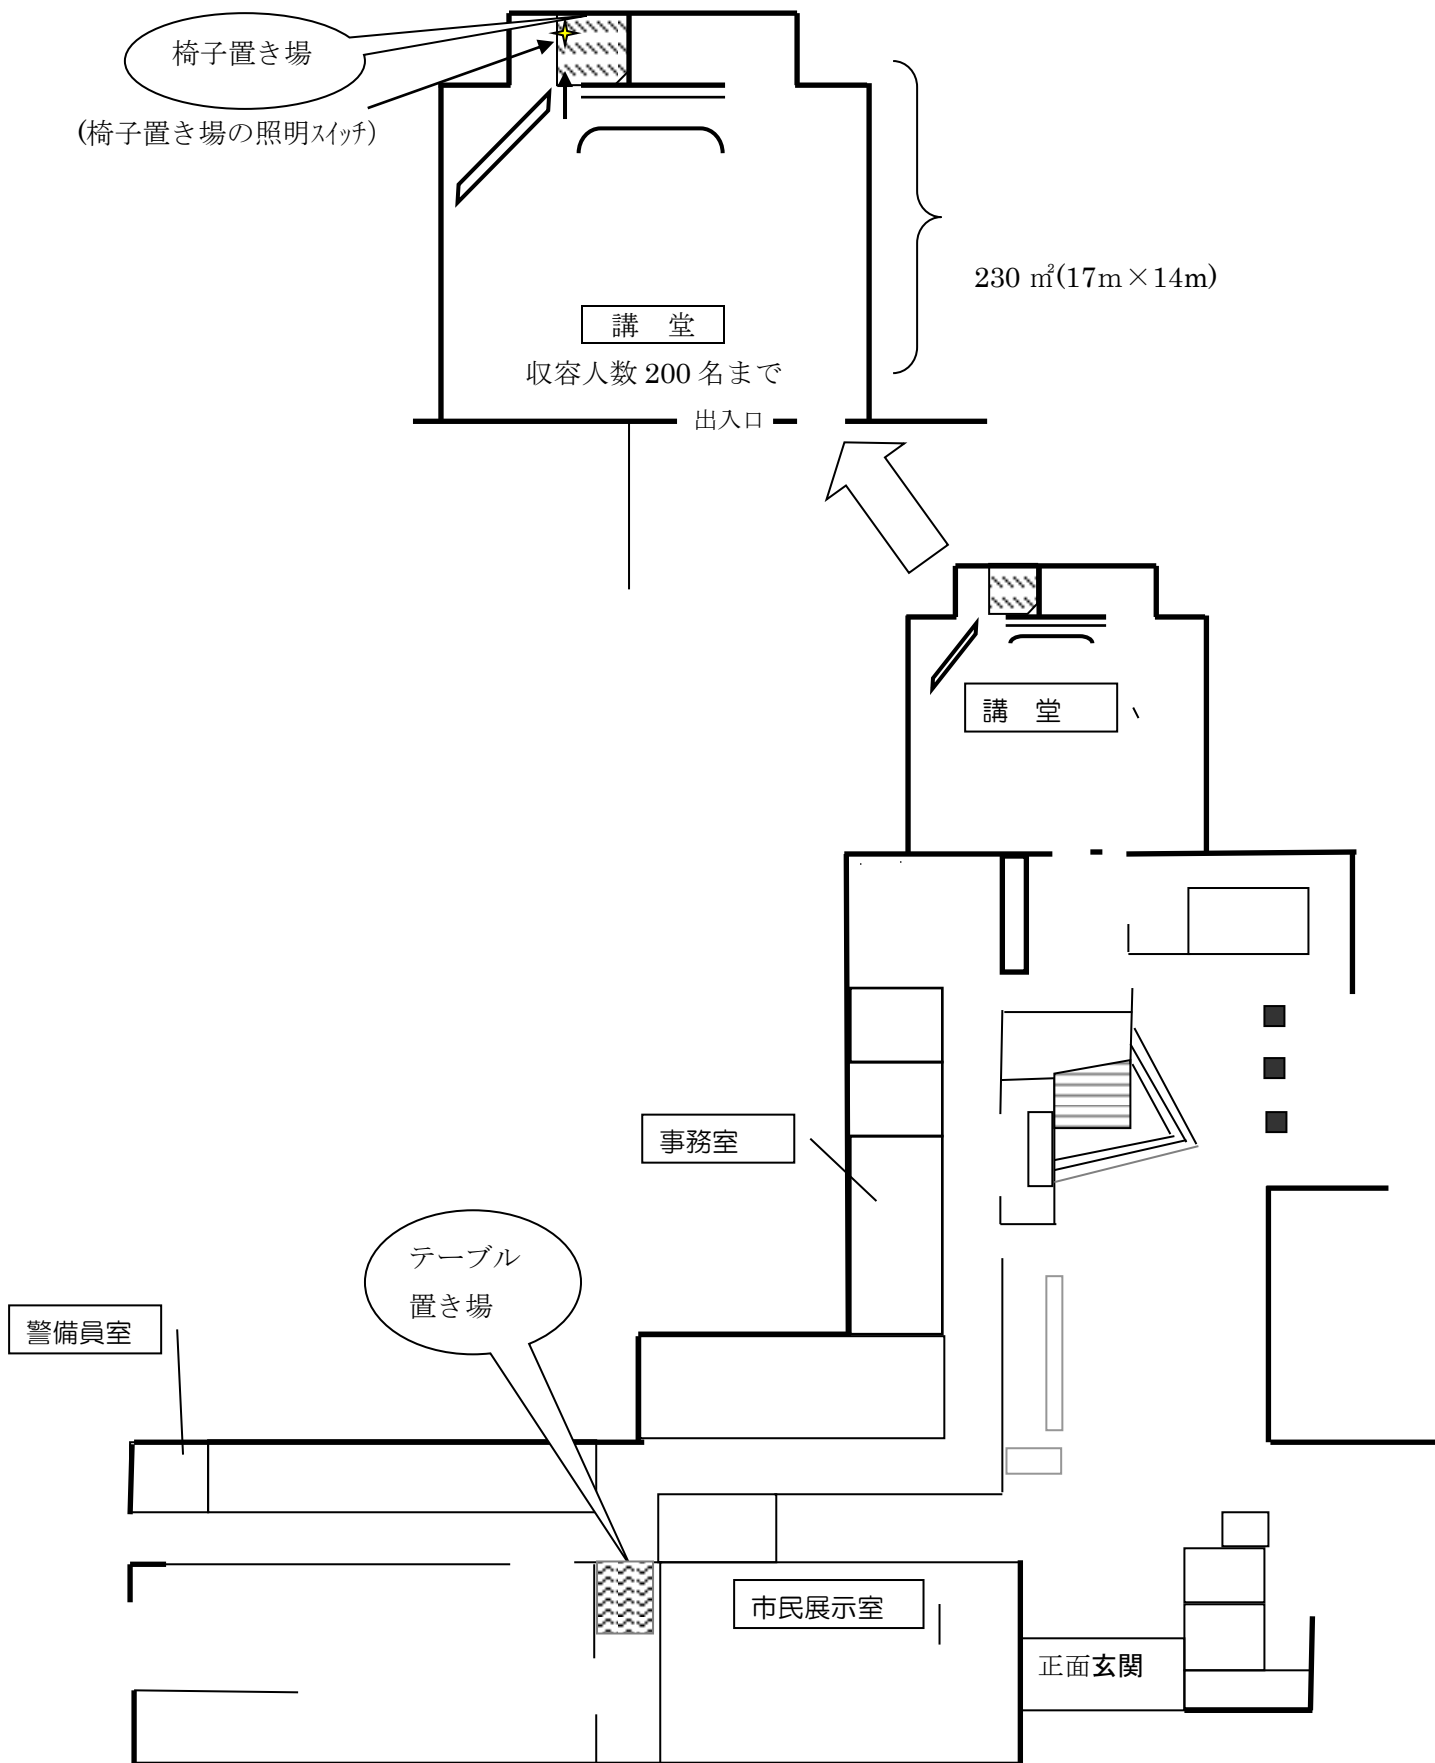 椅子置き場
(椅子置き場の照明ｽｲｯﾁ)
230 ㎡(17m×14m)
講　堂
収容人数 200 名まで
出入口
講　堂
事務室
テーブル
置き場
警備員室
市民展示室
正面玄関